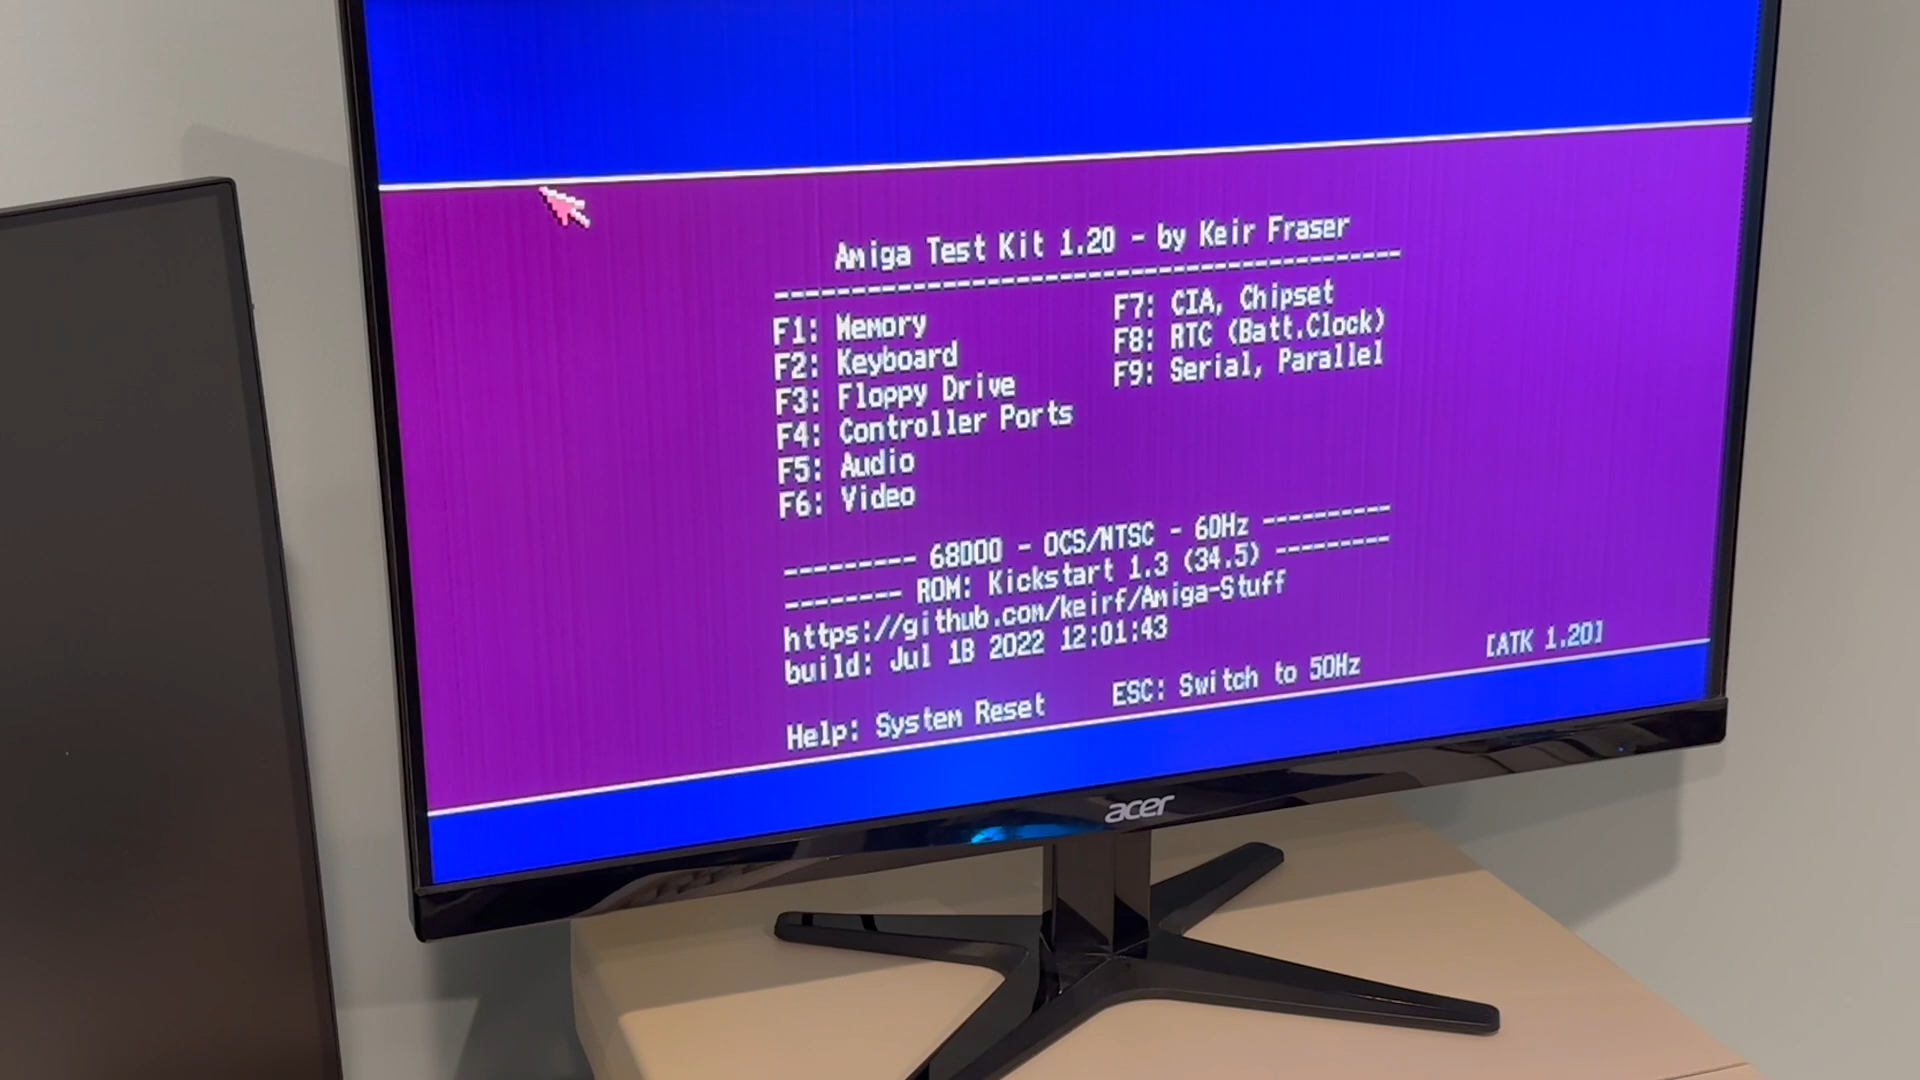 Amiga Test Kit 1.20 - by Keir Fraser
------------------------------------------------
F1: Memory F7: CIA, Chipset
F2: Keyboard F8: RTC (Batt.Clock)
F3: Floppy Drive F9: Serial, Parallel
F4: Controller Ports
F5: Audio
F6: Video
--------- 68000 - OCS/NTSC - 60Hz ----------
-------- ROM: Kickstart 1.3 (34.5) ---------
https://github.com/keirf/Amiga-Stuff
build: Jul 18 2022 12:01:43
Help: System Reset ESC: Switch to 50Hz
[ATK 1.20]
acer